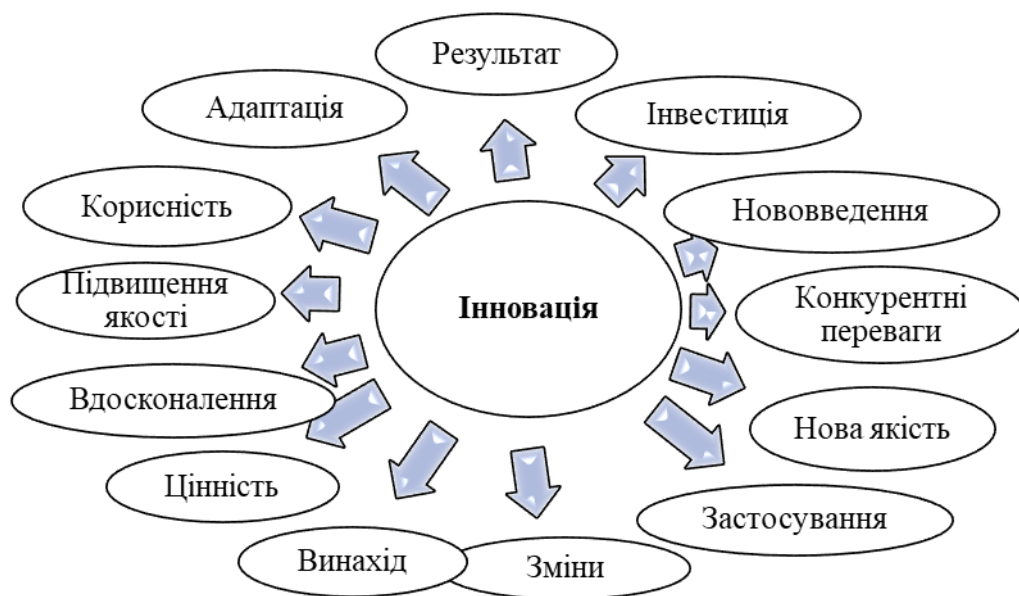 Результат
Адаптація
Інвестиція
Корисність
Нововведення
Підвищення
якості
Інновація
Конкурентні
переваги
Вдосконалення
Нова якість
Цінність
Застосування
Винахід
Зміни